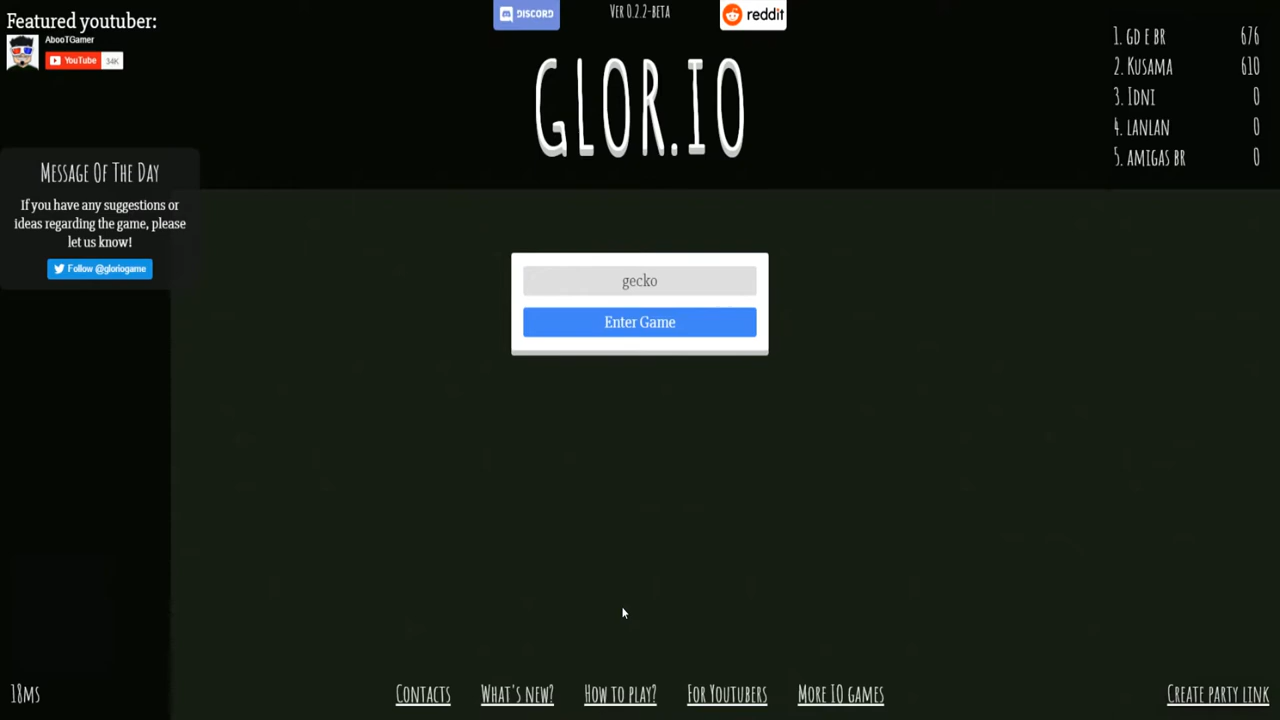 Featured youtuber:
AbooTGamer
YouTube 34K
DISCORD
Ver 0.2.2-beta
reddit
GLOR.IO
1. gd e br 676
2. Kusama 610
3. Idni 0
4. lanlan 0
5. amigas br 0
Message Of The Day
If you have any suggestions or
ideas regarding the game, please
let us know!
Follow @gloriogame
gecko
Enter Game
18ms
Contacts
What's new?
How to play?
For Youtubers
More IO games
Create party link